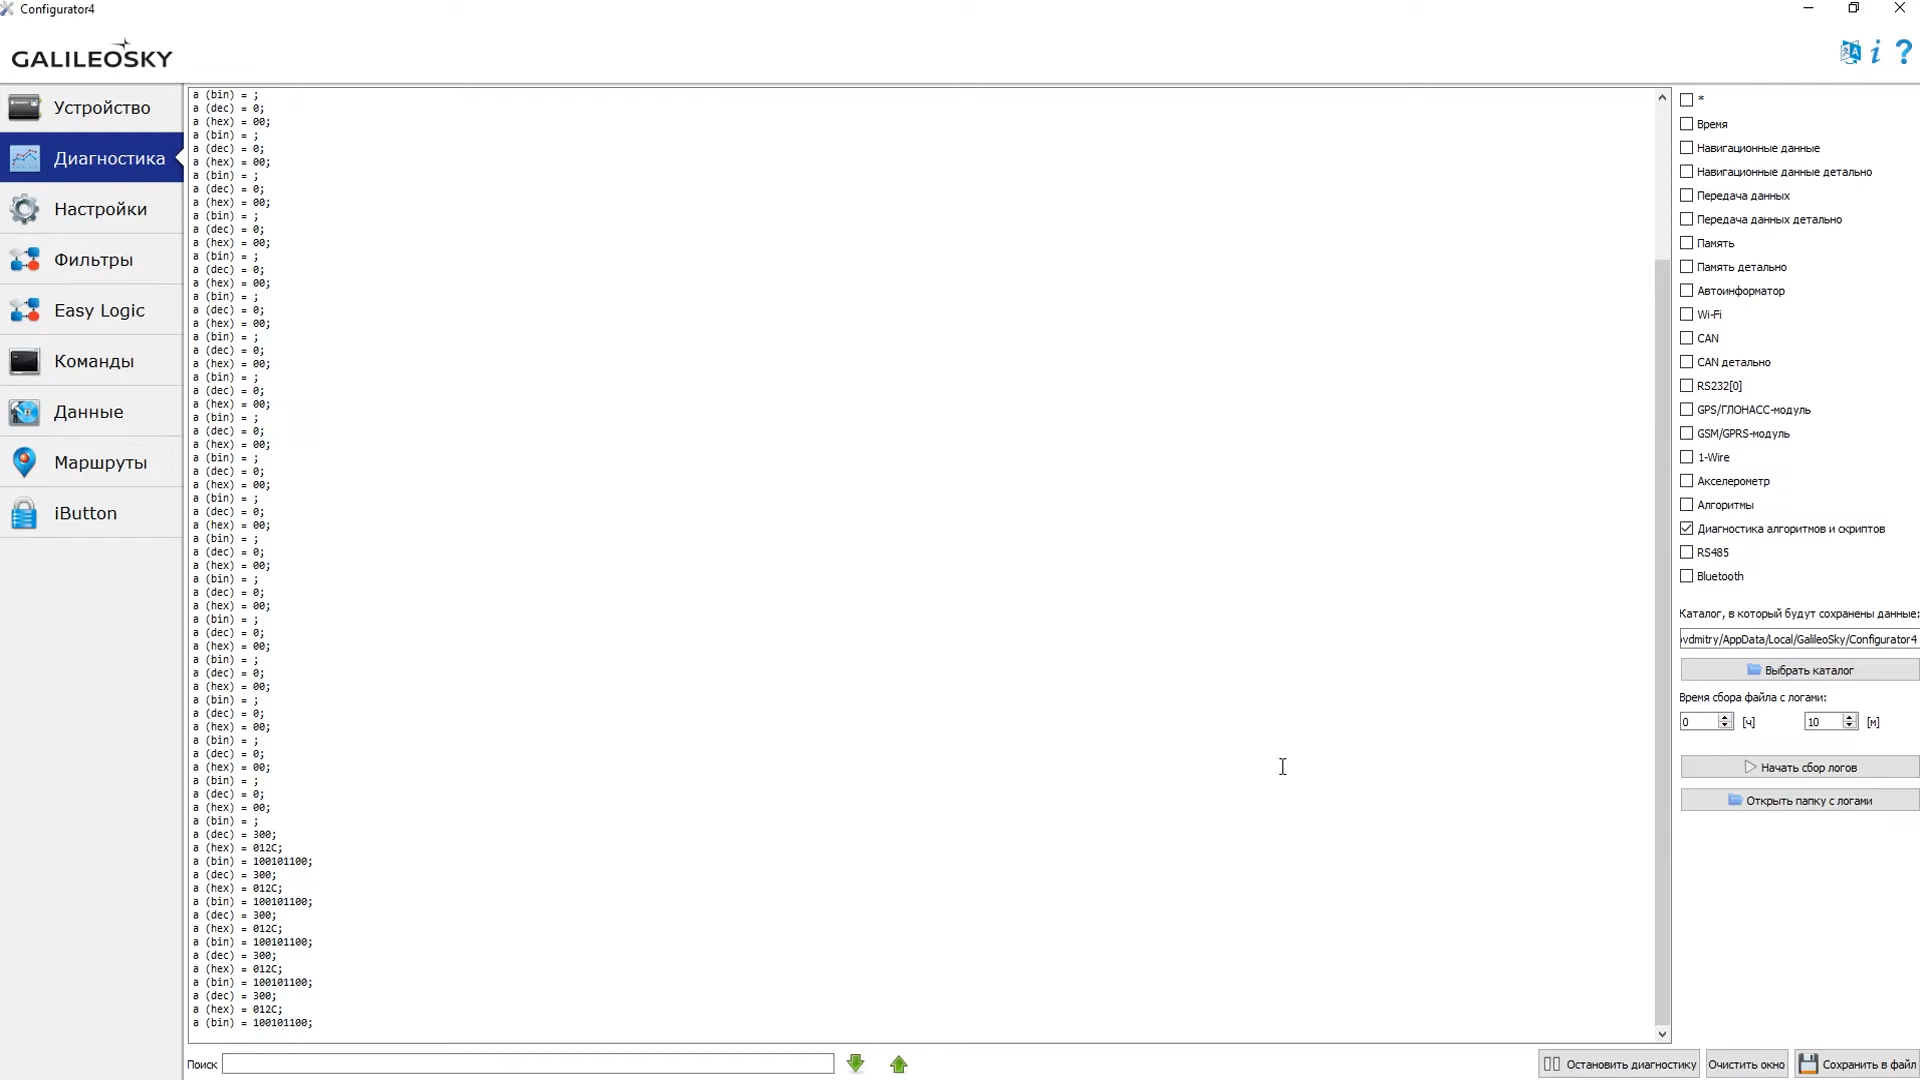 Configurator4
GALILEOSKY
Устройство
Диагностика
Настройки
Фильтры
Easy Logic
Команды
Данные
Маршруты
iButton
a (bin) = ;
a (dec) = 0;
a (hex) = 00;
a (bin) = ;
a (dec) = 0;
a (hex) = 00;
a (bin) = ;
a (dec) = 0;
a (hex) = 00;
a (bin) = ;
a (dec) = 0;
a (hex) = 00;
a (bin) = ;
a (dec) = 0;
a (hex) = 00;
a (bin) = ;
a (dec) = 0;
a (hex) = 00;
a (bin) = ;
a (dec) = 0;
a (hex) = 00;
a (bin) = ;
a (dec) = 0;
a (hex) = 00;
a (bin) = ;
a (dec) = 0;
a (hex) = 00;
a (bin) = ;
a (dec) = 0;
a (hex) = 00;
a (bin) = ;
a (dec) = 0;
a (hex) = 00;
a (bin) = ;
a (dec) = 0;
a (hex) = 00;
a (bin) = ;
a (dec) = 0;
a (hex) = 00;
a (bin) = ;
a (dec) = 0;
a (hex) = 00;
a (bin) = ;
a (dec) = 0;
a (hex) = 00;
a (bin) = ;
a (dec) = 0;
a (hex) = 00;
a (bin) = ;
a (dec) = 0;
a (hex) = 00;
a (bin) = ;
a (dec) = 0;
a (hex) = 00;
a (bin) = ;
a (dec) = 300;
a (hex) = 012C;
a (bin) = 100101100;
a (dec) = 300;
a (hex) = 012C;
a (bin) = 100101100;
a (dec) = 300;
a (hex) = 012C;
a (bin) = 100101100;
a (dec) = 300;
a (hex) = 012C;
a (bin) = 100101100;
a (dec) = 300;
a (hex) = 012C;
a (bin) = 100101100;
*
Время
Навигационные данные
Навигационные данные детально
Передача данных
Передача данных детально
Память
Память детально
Автоинформатор
Wi-Fi
CAN
CAN детально
RS232[0]
GPS/ГЛОНАСС-модуль
GSM/GPRS-модуль
1-Wire
Акселерометр
Алгоритмы
Диагностика алгоритмов и скриптов
RS485
Bluetooth
Каталог, в который будут сохранены данные:
vdmitry/AppData/Local/GalileoSky/Configurator4
Выбрать каталог
Время сбора файла с логами:
0 [ч] 10 [м]
Начать сбор логов
Открыть папку с логами
Поиск
Остановить диагностику Очистить окно Сохранить в файл